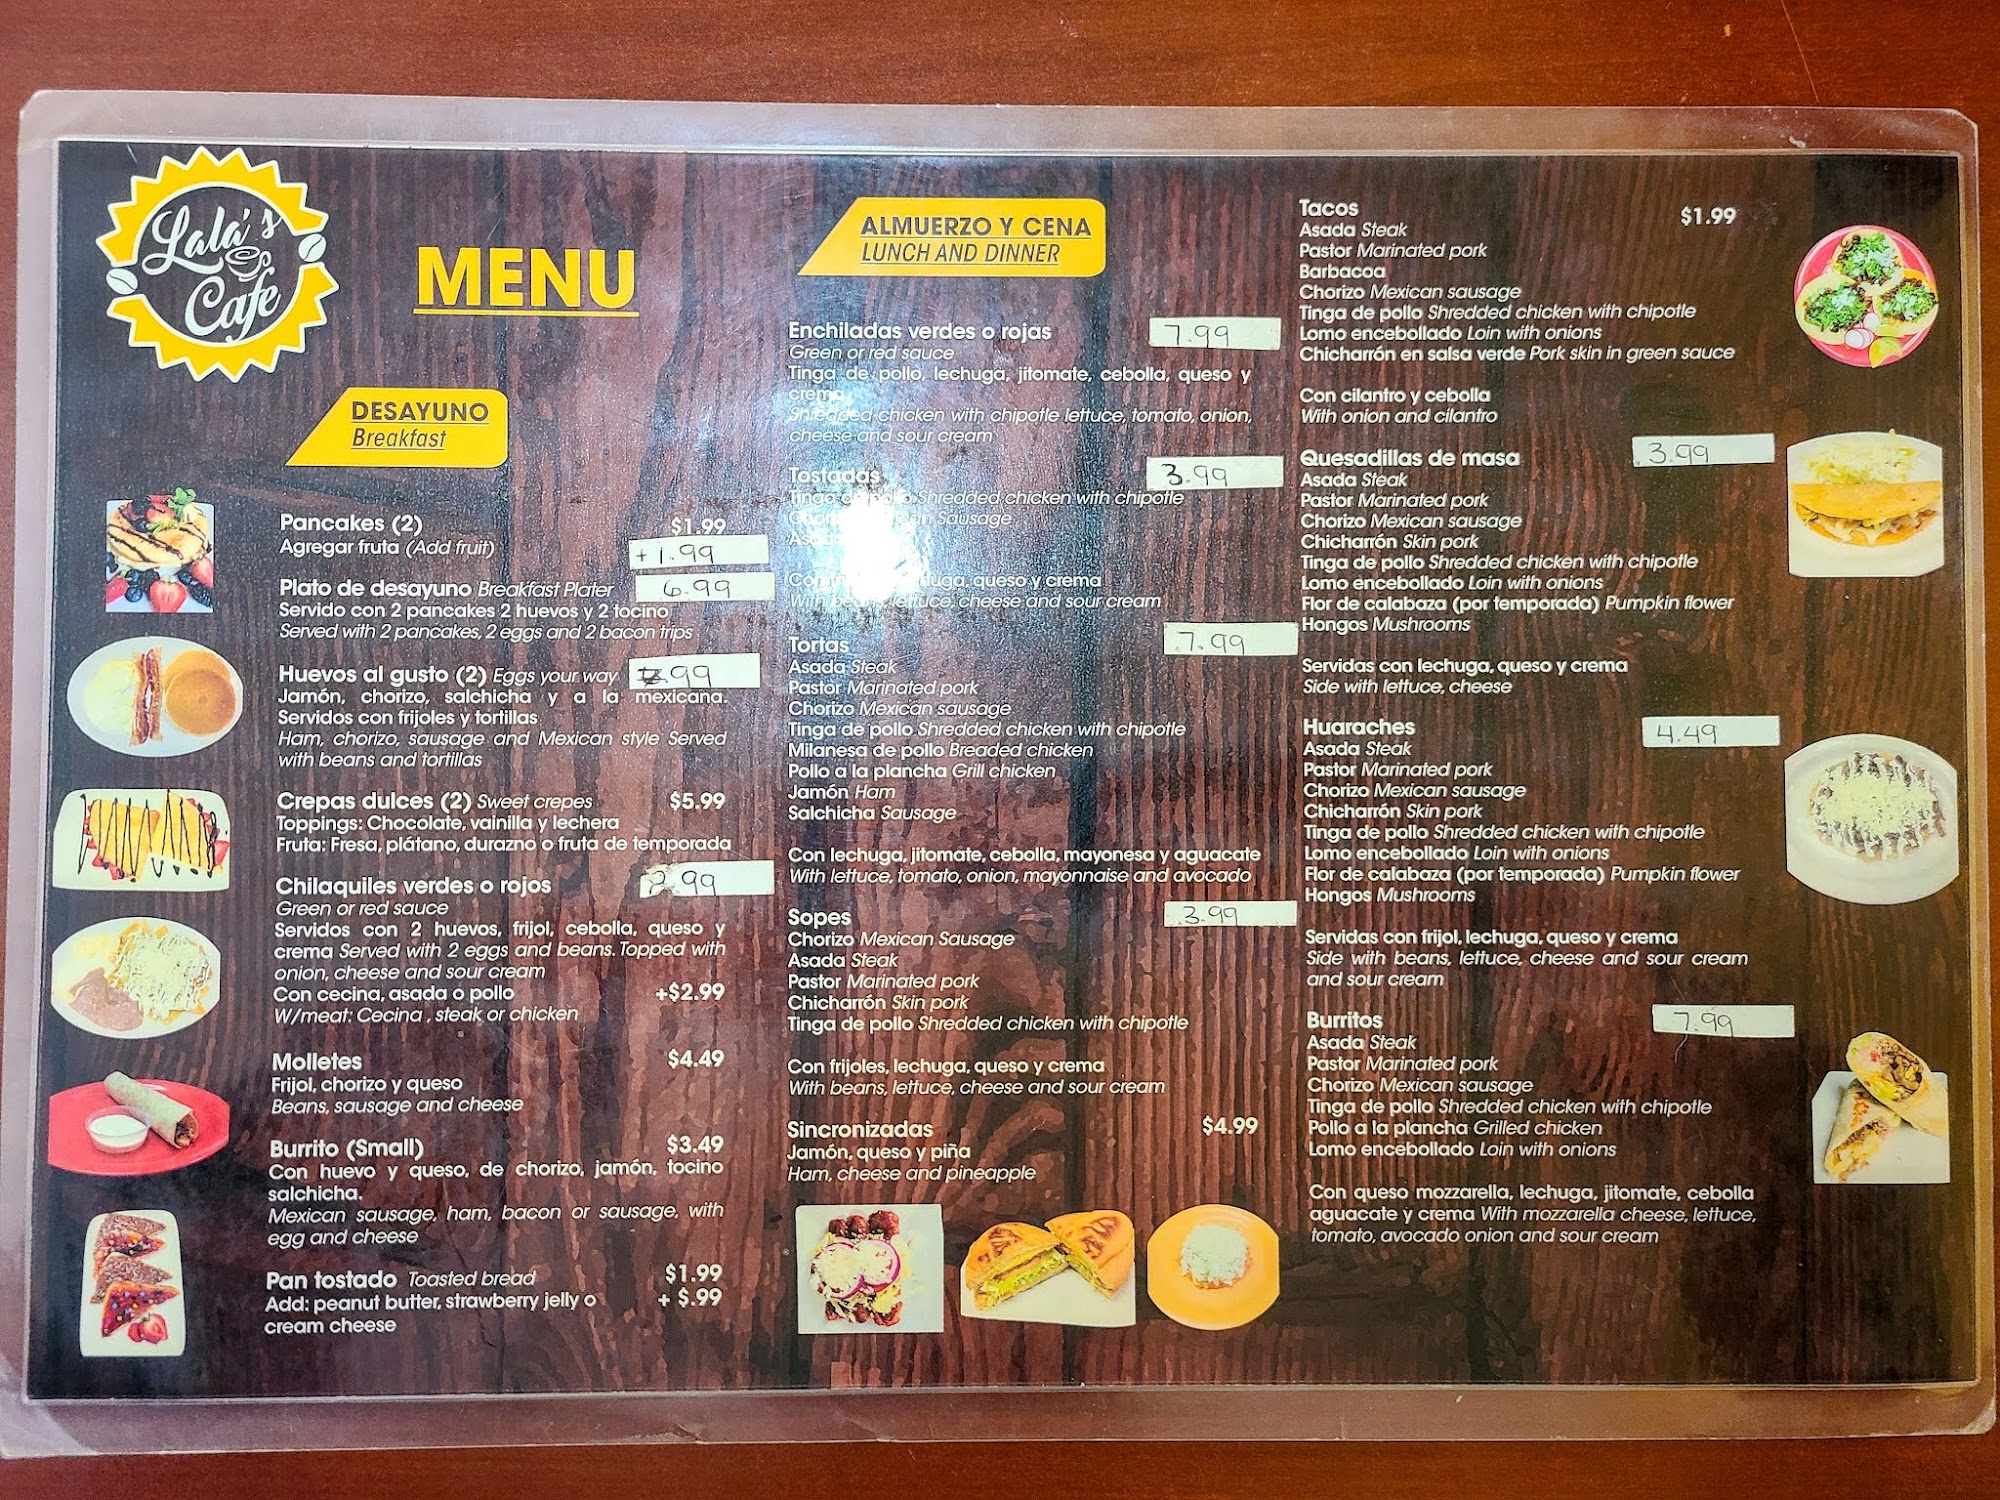 Lala's
Cafe
MENU
DESAYUNO
Breakfast
Pancakes (2) $1.99
Agregar fruta (Add fruit) +1.99
Plato de desayuno Breakfast Plater 6.99
Servido con 2 pancakes 2 huevos y 2 tocino
Served with 2 pancakes, 2 eggs and 2 bacon trips
Huevos al gusto (2) Eggs your way .99
Jamón, chorizo, salchicha y a la mexicana.
Servidos con frijoles y tortillas
Ham, chorizo, sausage and Mexican style Served
with beans and tortillas
Crepas dulces (2) Sweet crepes $5.99
Toppings: Chocolate, vainilla y lechera
Fruta: Fresa, plátano, durazno o fruta de temporada
Chilaquiles verdes o rojos .99
Green or red sauce
Servidos con 2 huevos, frijol, cebolla, queso y
crema Served with 2 eggs and beans. Topped with
onion, cheese and sour cream
Con cecina, asada o pollo +$2.99
W/meat: Cecina , steak or chicken
Molletes $4.49
Frijol, chorizo y queso
Beans, sausage and cheese
Burrito (Small) $3.49
Con huevo y queso, de chorizo, jamón, tocino
salchicha.
Mexican sausage, ham, bacon or sausage, with
egg and cheese
Pan tostado Toasted bread $1.99
Add: peanut butter, strawberry jelly o + $.99
cream cheese
ALMUERZO Y CENA
LUNCH AND DINNER
Enchiladas verdes o rojas 7.99
Green or red sauce
Tinga de pollo, lechuga, jitomate, cebolla, queso y
crema,
Shredded chicken with chipotle lettuce, tomato, onion,
cheese and sour cream
Tostadas 3.99
Tinga de pollo Shredded chicken with chipotle
Sausage
queso y crema
With beans, lettuce, cheese and sour cream
Tortas 7.99
Asada Steak
Pastor Marinated pork
Chorizo Mexican sausage
Tinga de pollo Shredded chicken with chipotle
Milanesa de pollo Breaded chicken
Pollo a la plancha Grill chicken
Jamón Ham
Salchicha Sausage
Con lechuga, jitomate, cebolla, mayonesa y aguacate
With lettuce, tomato, onion, mayonnaise and avocado
Sopes 3.99
Chorizo Mexican Sausage
Asada Steak
Pastor Marinated pork
Chicharrón Skin pork
Tinga de pollo Shredded chicken with chipotle
Con frijoles, lechuga, queso y crema
With beans, lettuce, cheese and sour cream
Sincronizadas $4.99
Jamón, queso y piña
Ham, cheese and pineapple
Tacos $1.99
Asada Steak
Pastor Marinated pork
Barbacoa
Chorizo Mexican sausage
Tinga de pollo Shredded chicken with chipotle
Lomo encebollado Loin with onions
Chicharrón en salsa verde Pork skin in green sauce
Con cilantro y cebolla
With onion and cilantro
Quesadillas de masa 3.99
Asada Steak
Pastor Marinated pork
Chorizo Mexican sausage
Chicharrón Skin pork
Tinga de pollo Shredded chicken with chipotle
Lomo encebollado Loin with onions
Flor de calabaza (por temporada) Pumpkin flower
Hongos Mushrooms
Servidas con lechuga, queso y crema
Side with lettuce, cheese
Huaraches 4.49
Asada Steak
Pastor Marinated pork
Chorizo Mexican sausage
Chicharrón Skin pork
Tinga de pollo Shredded chicken with chipotle
Lomo encebollado Loin with onions
Flor de calabaza (por temporada) Pumpkin flower
Hongos Mushrooms
Servidas con frijol, lechuga, queso y crema
Side with beans, lettuce, cheese and sour cream
and sour cream
Burritos 7.99
Asada Steak
Pastor Marinated pork
Chorizo Mexican sausage
Tinga de pollo Shredded chicken with chipotle
Pollo a la plancha Grilled chicken
Lomo encebollado Loin with onions
Con queso mozzarella, lechuga, jitomate, cebolla
aguacate y crema With mozzarella cheese, lettuce,
tomato, avocado onion and sour cream